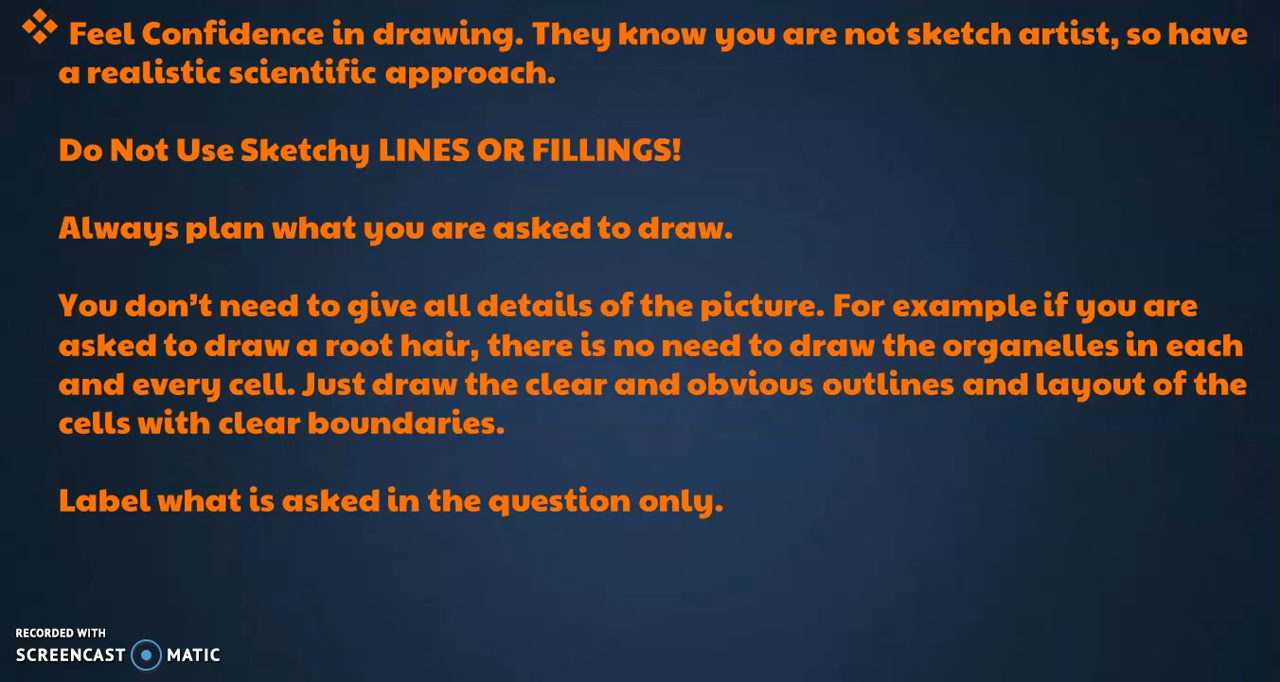 Feel Confidence in drawing. They know you are not sketch artist, so have
a realistic scientific approach.
Do Not Use Sketchy LINES OR FILLINGS!
Always plan what you are asked to draw.
You don't need to give all details of the picture. For example if you are
asked to draw a root hair, there is no need to draw the organelles in each
and every cell. Just draw the clear and obvious outlines and layout of the
cells with clear boundaries.
Label what is asked in the question only.
RECORDED WITH
SCREENCAST MATIC